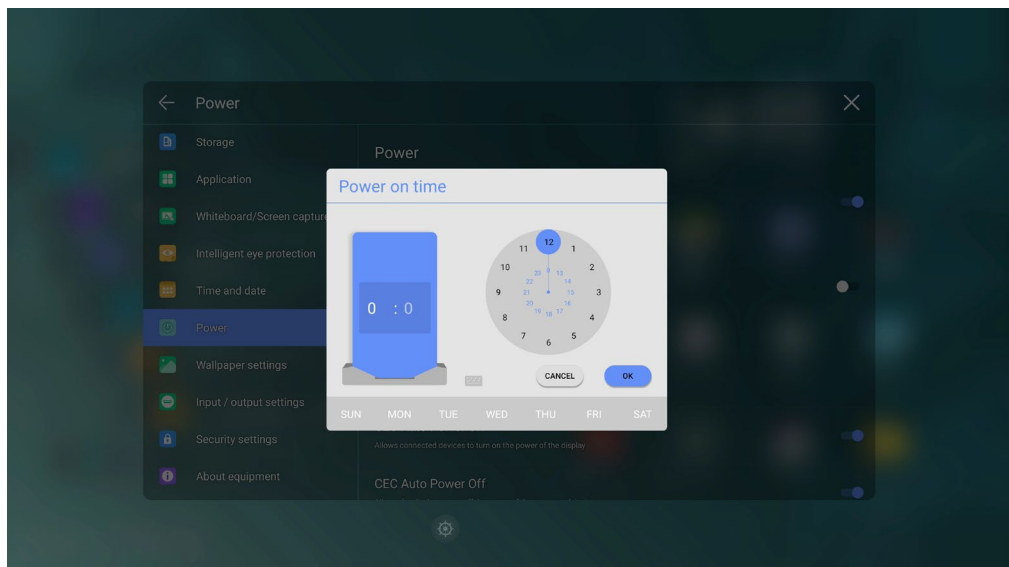 Power
Storage
Application
Whiteboard/Screen captur
Intelligent eye protection
Time and date
Power
Wallpaper settings
Input / output settings
Security settings
About equipment
Power
Power on time
0 : 0
12
1
2
3
4
5
6
7
8
9
10
11
0
13
14
15
16
17
18
19
20
21
22
23
CANCEL
OK
SUN MON TUE WED THU FRI SAT
Allows connected devices to turn on the power of the display
CEC Auto Power Off